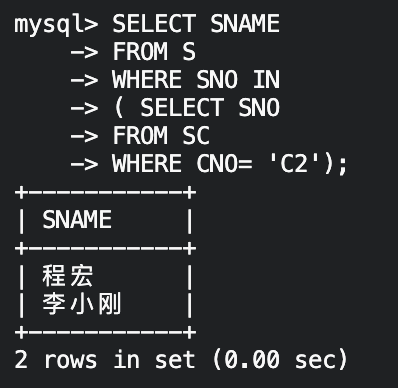 mysql> SELECT SNAME
    -> FROM S
    -> WHERE SNO IN
    -> ( SELECT SNO
    -> FROM SC
    -> WHERE CNO= 'C2');
+-----------+
| SNAME     |
+-----------+
| 程宏      |
| 李小刚    |
+-----------+
2 rows in set (0.00 sec)